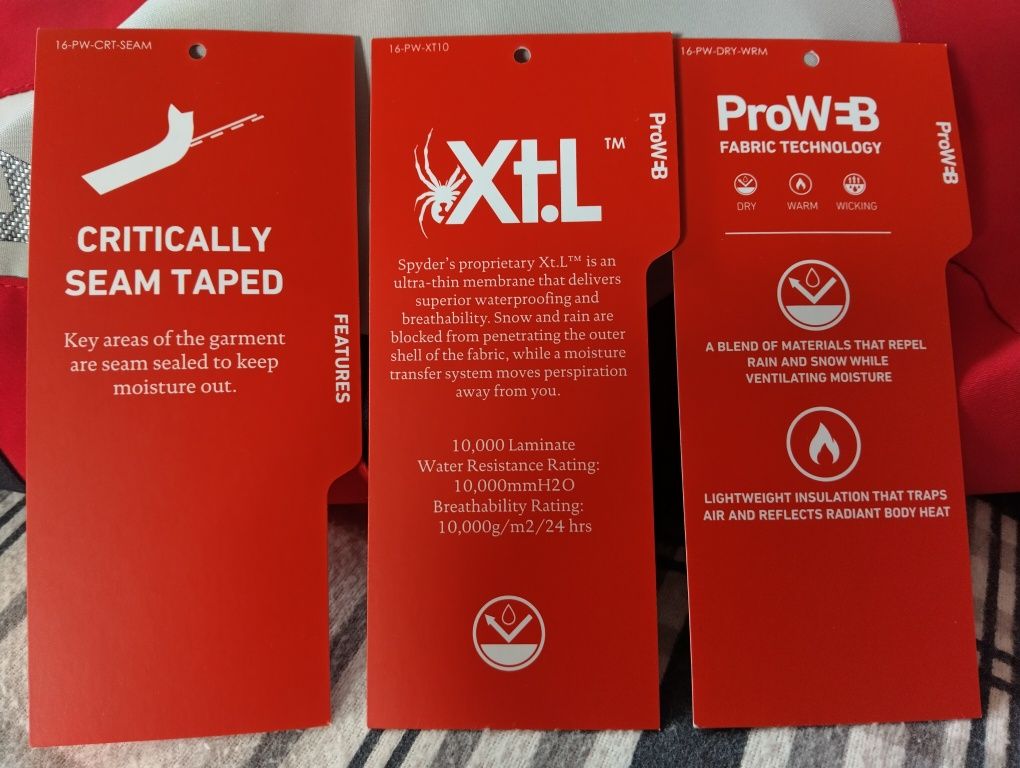 16-PW-CRT-SEAM
CRITICALLY
SEAM TAPED
Key areas of the garment
are seam sealed to keep
moisture out.
FEATURES
16-PW-XT10
ProWEB
Xt.L™
Spyder's proprietary Xt.L™ is an
ultra-thin membrane that delivers
superior waterproofing and
breathability. Snow and rain are
blocked from penetrating the outer
shell of the fabric, while a moisture
transfer system moves perspiration
away from you.
10,000 Laminate
Water Resistance Rating:
10,000mmH2O
Breathability Rating:
10,000g/m2/24 hrs
16-PW-DRY-WRM
ProWEB
FABRIC TECHNOLOGY
DRY WARM WICKING
ProWEB
A BLEND OF MATERIALS THAT REPEL
RAIN AND SNOW WHILE
VENTILATING MOISTURE
LIGHTWEIGHT INSULATION THAT TRAPS
AIR AND REFLECTS RADIANT BODY HEAT